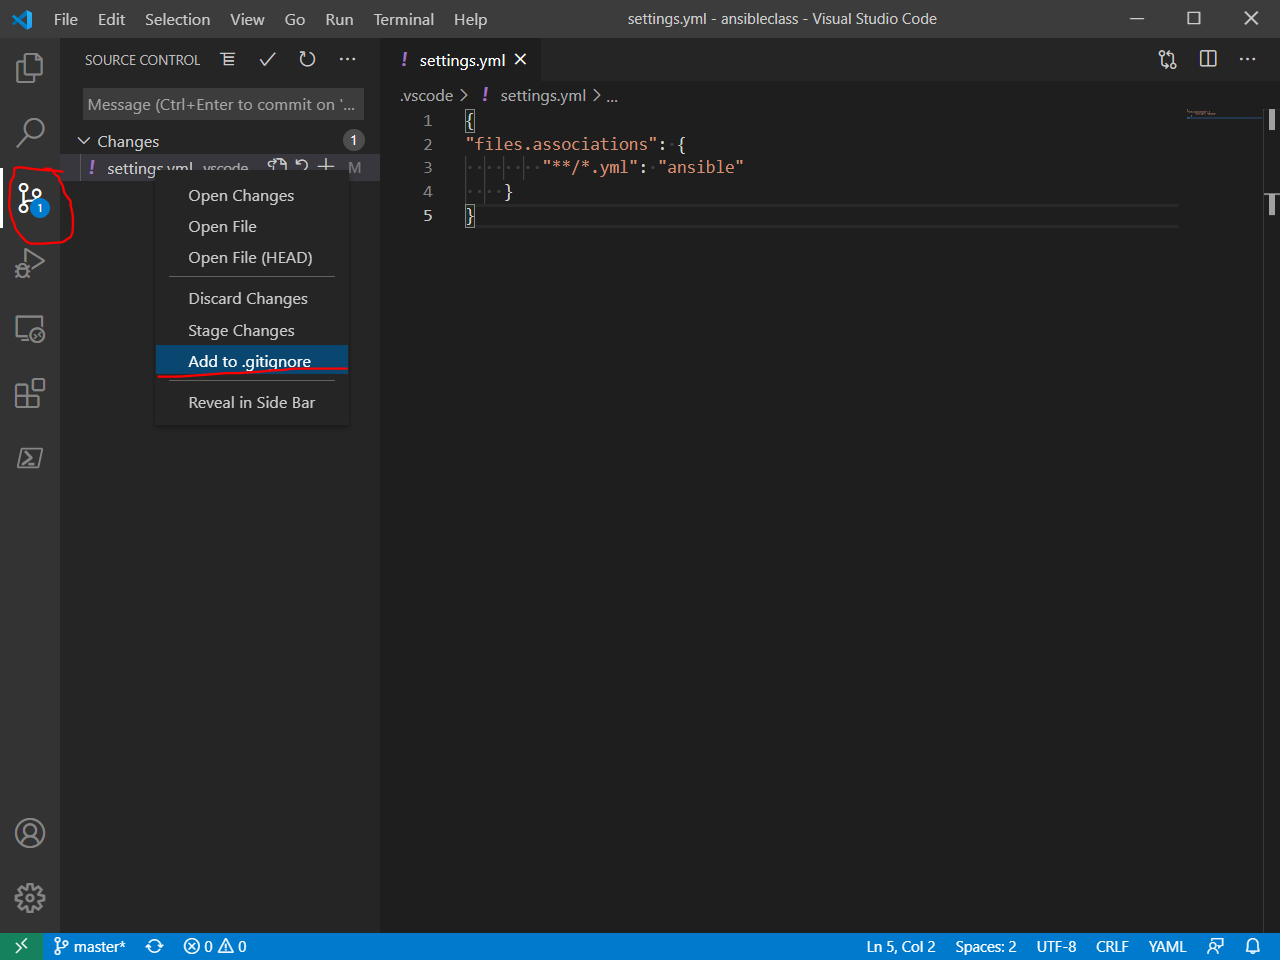 File Edit Selection View Go Run Terminal Help settings.yml - ansibleclass - Visual Studio Code
SOURCE CONTROL
Message (Ctrl+Enter to commit on '...
Changes 1
! settings.yml .vscode M
1
Open Changes
Open File
Open File (HEAD)
Discard Changes
Stage Changes
Add to .gitignore
Reveal in Side Bar
! settings.yml
.vscode > ! settings.yml > ...
1 {
2 "files.associations": {
3 "**/*.yml": "ansible"
4 }
5 }
master* 0 0 Ln 5, Col 2 Spaces: 2 UTF-8 CRLF YAML